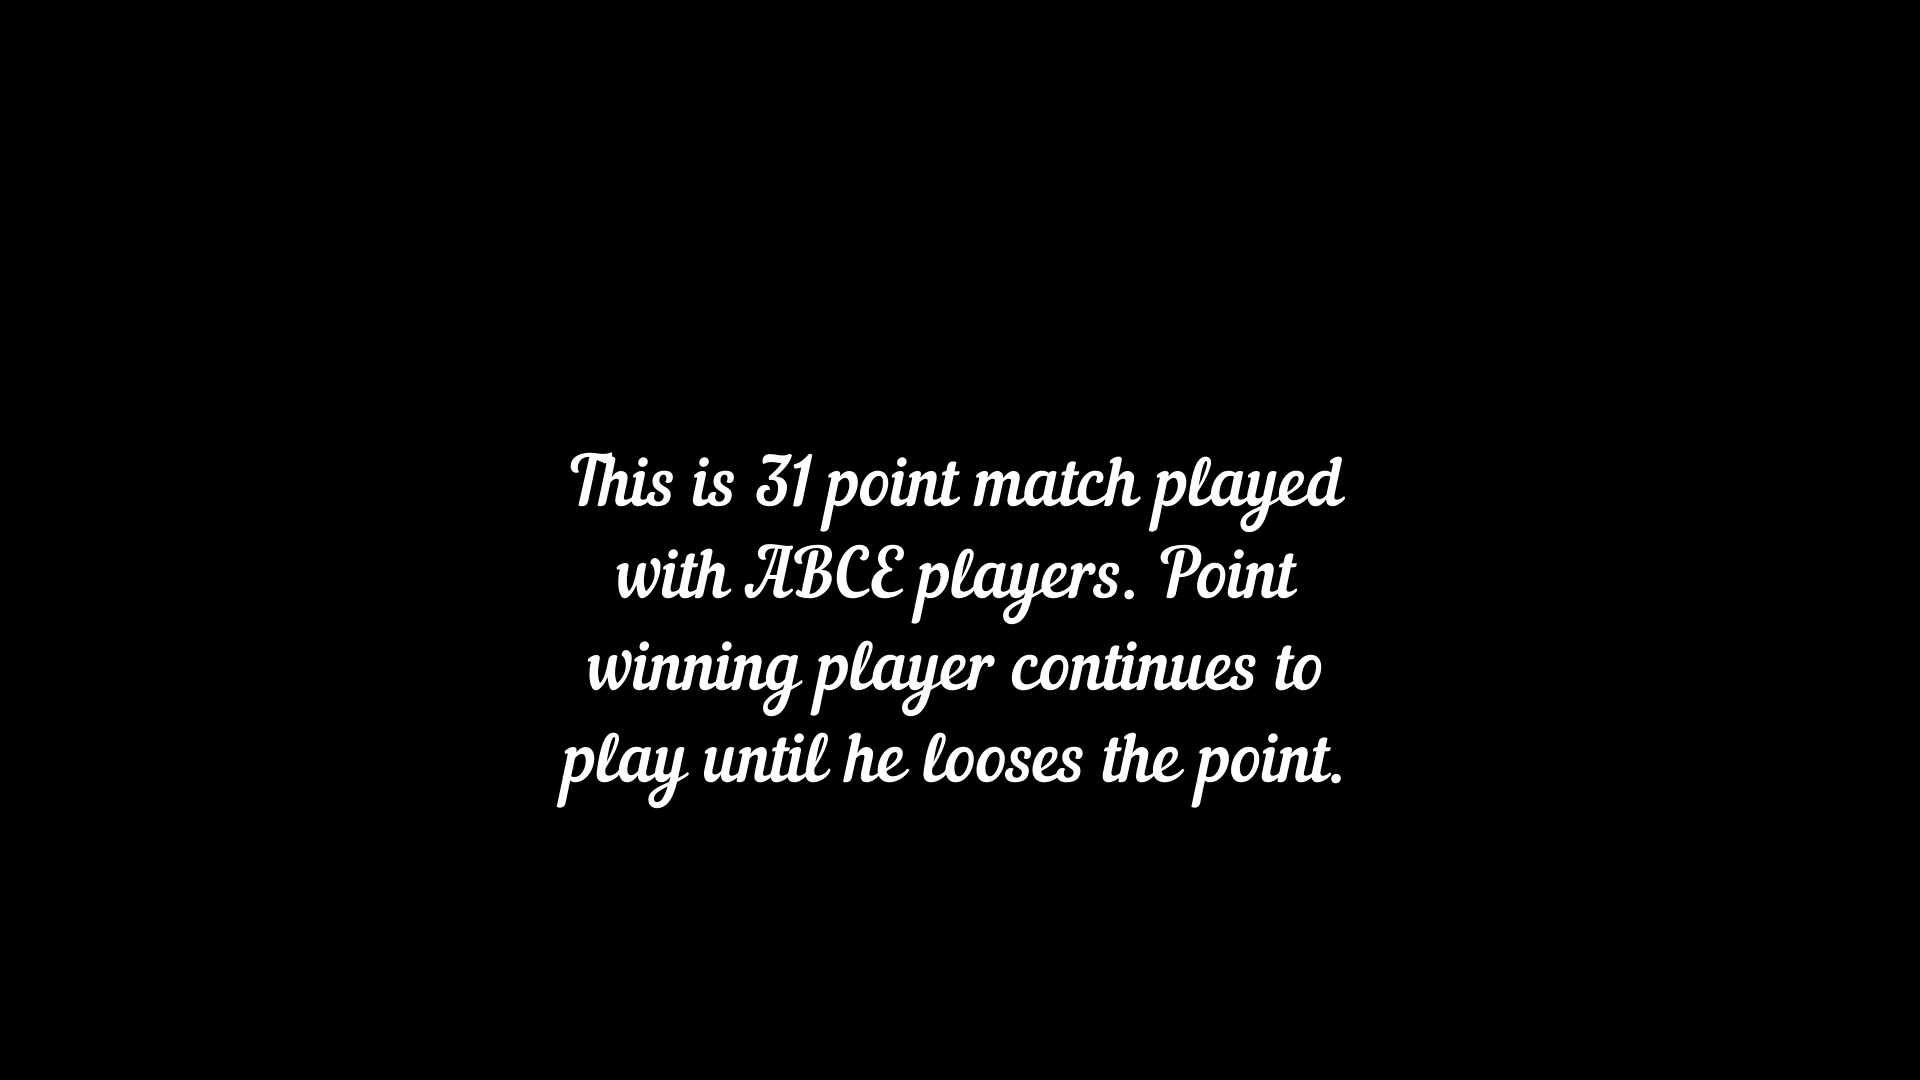 This is 31 point match played
with ABCE players. Point
winning player continues to
play until he looses the point.